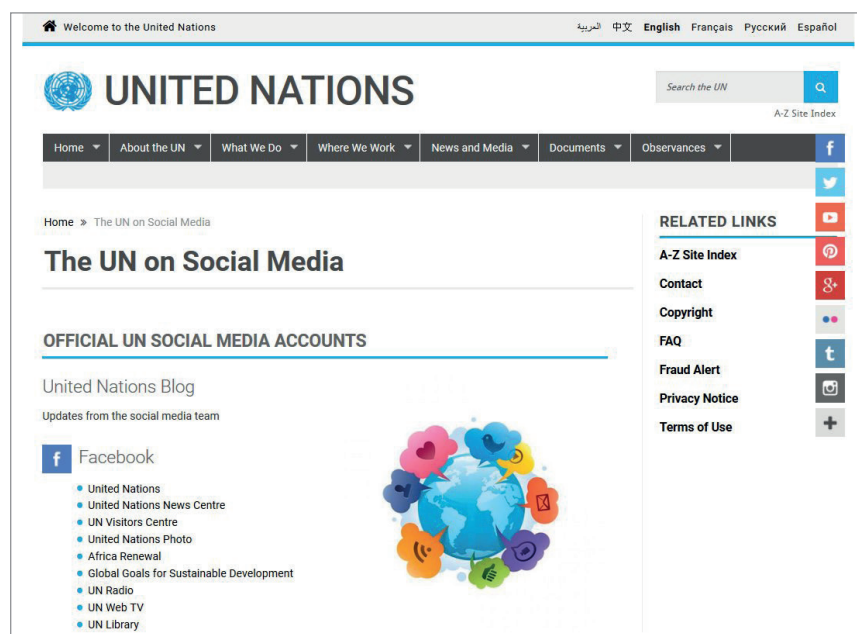 Welcome to the United Nations
العربية 中文 English Français Русский Español
UNITED NATIONS
Search the UN
A-Z Site Index
Home About the UN What We Do Where We Work News and Media Documents Observances
Home » The UN on Social Media
The UN on Social Media
OFFICIAL UN SOCIAL MEDIA ACCOUNTS
United Nations Blog
Updates from the social media team
f Facebook
United Nations
United Nations News Centre
UN Visitors Centre
United Nations Photo
Africa Renewal
Global Goals for Sustainable Development
UN Radio
UN Web TV
UN Library
RELATED LINKS
A-Z Site Index
Contact
Copyright
FAQ
Fraud Alert
Privacy Notice
Terms of Use
f
g+
t